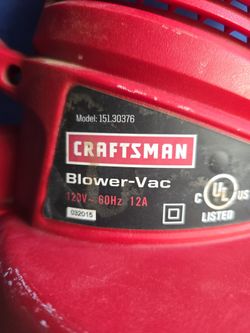 Model: 151.30376
CRAFTSMAN
Blower-Vac
120V~ 60Hz 12A
032015
C UL US
LISTED